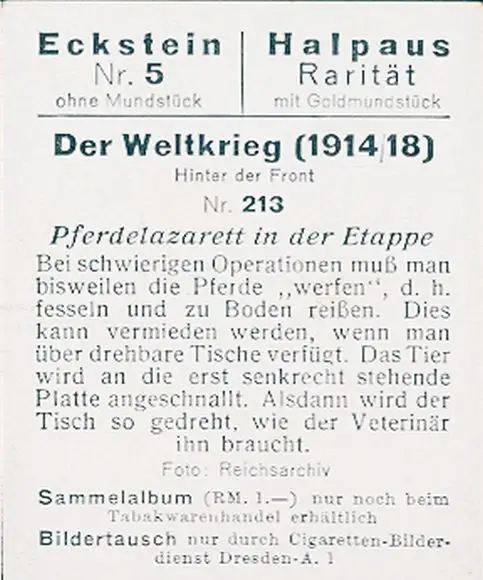 Eckstein Halpaus
Nr. 5 Rarität
ohne Mundstück mit Goldmundstück
Der Weltkrieg (1914/18)
Hinter der Front
Nr. 213
Pferdelazarett in der Etappe
Bei schwierigen Operationen muß man
bisweilen die Pferde „werfen“, d. h.
fesseln und zu Boden reißen. Dies
kann vermieden werden, wenn man
über drehbare Tische verfügt. Das Tier
wird an die erst senkrecht stehende
Platte angeschnallt. Alsdann wird der
Tisch so gedreht, wie der Veterinär
ihn braucht.
Foto: Reichsarchiv
Sammelalbum (RM. 1.—) nur noch beim
Tabakwarenhandel erhältlich
Bildertausch nur durch Cigaretten-Bilder-
dienst Dresden-A. 1